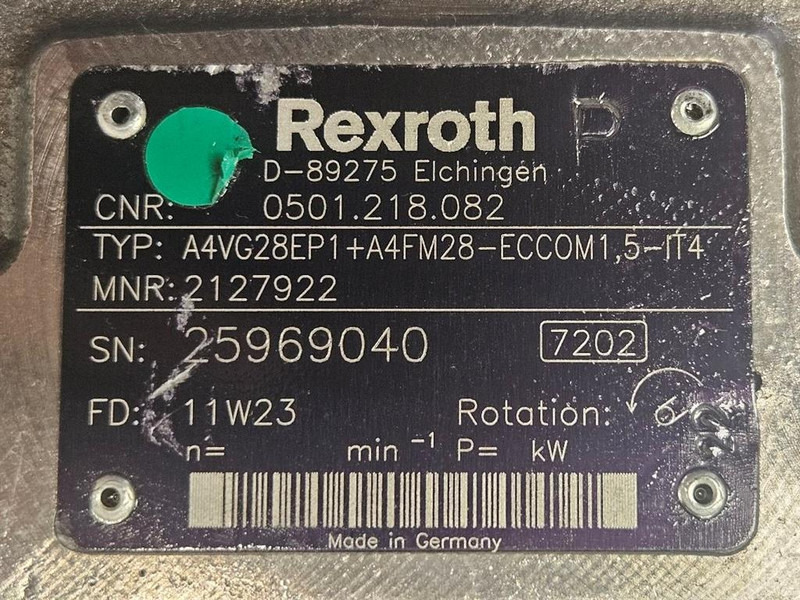 Rexroth P
D-89275 Elchingen
CNR: 0501.218.082
TYP: A4VG28EP1+A4FM28-ECCOM1,5-IT4
MNR: 2127922
SN: 25969040 7202
FD: 11W23 Rotation:
n= min⁻¹ P= kW
Made in Germany